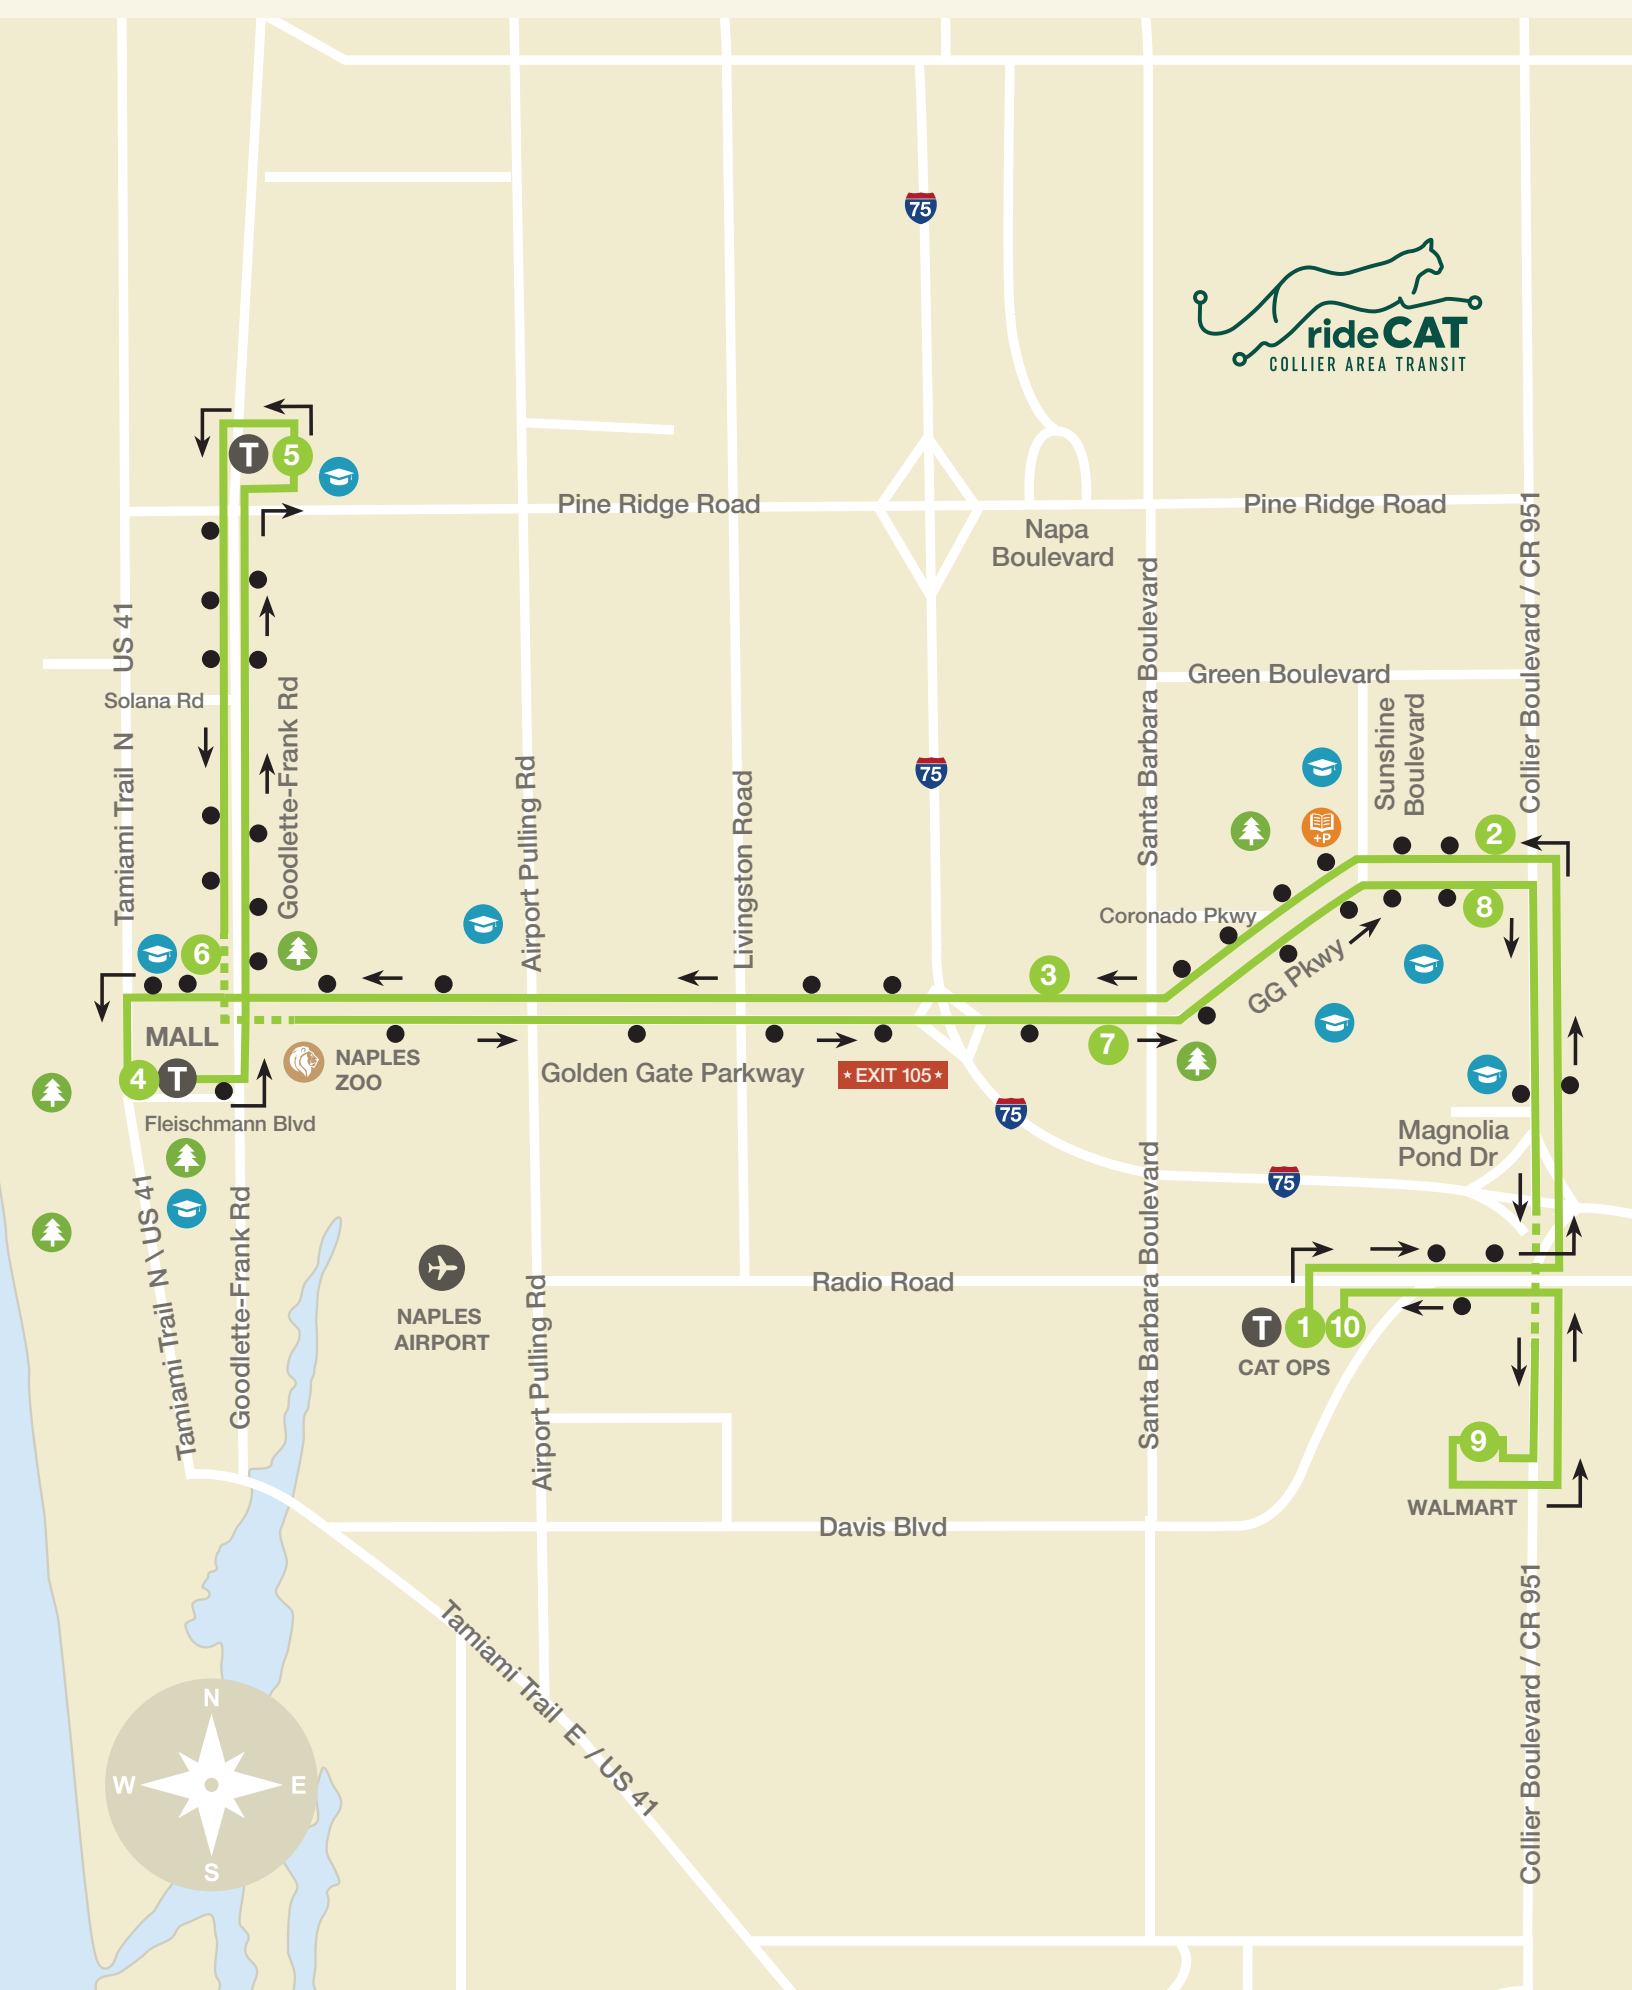 75
rideCAT
COLLIER AREA TRANSIT
T
5
Pine Ridge Road
Pine Ridge Road
Napa
Boulevard
US 41
Solana Rd
Tamiami Trail N
Goodlette-Frank Rd
Airport Pulling Rd
Livingston Road
75
Santa Barbara Boulevard
Green Boulevard
Sunshine
Boulevard
Collier Boulevard / CR 951
+P
2
8
Coronado Pkwy
GG Pkwy
6
3
7
MALL
4
T
NAPLES
ZOO
Golden Gate Parkway
EXIT 105
75
Fleischmann Blvd
Magnolia
Pond Dr
75
Tamiami Trail N \ US 41
Goodlette-Frank Rd
NAPLES
AIRPORT
Airport Pulling Rd
Radio Road
Santa Barbara Boulevard
T
1
10
CAT OPS
9
WALMART
Davis Blvd
Tamiami Trail E / US 41
Collier Boulevard / CR 951
N
W
E
S